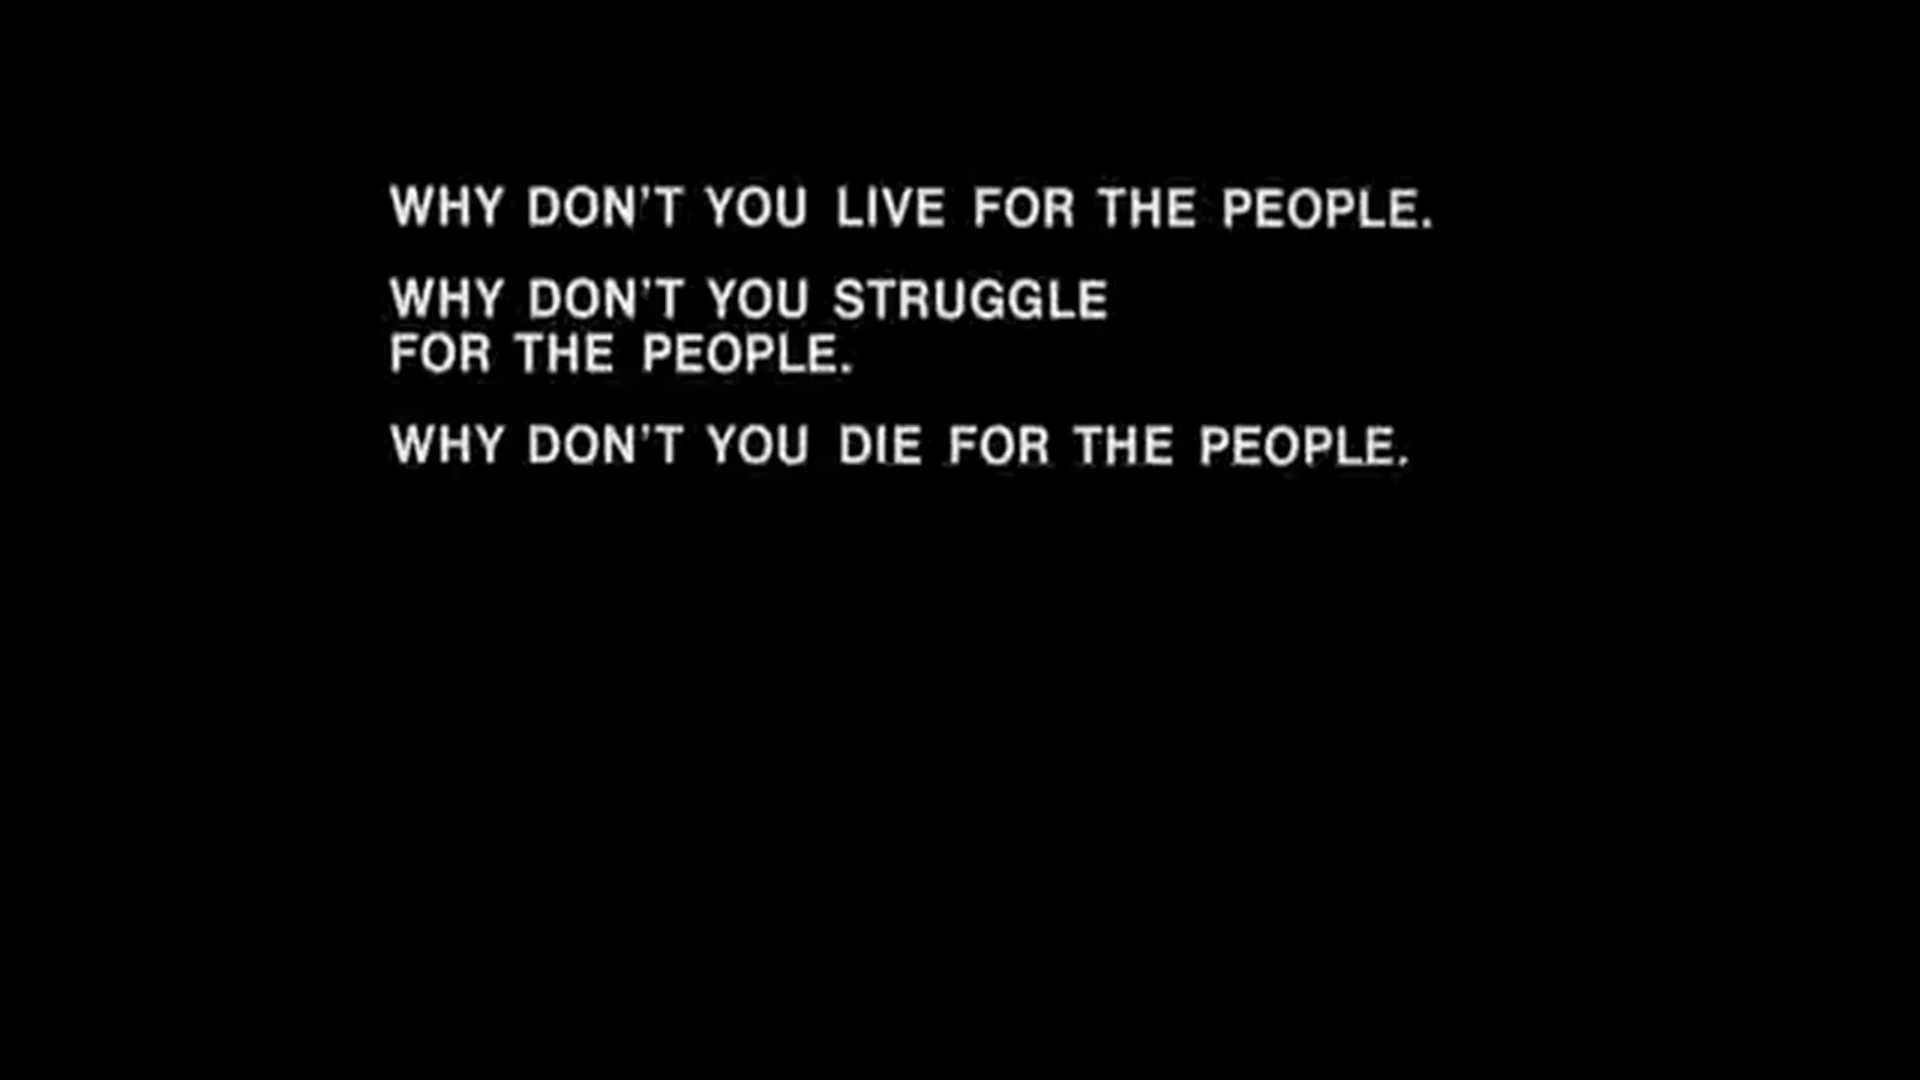 WHY DON'T YOU LIVE FOR THE PEOPLE.
WHY DON'T YOU STRUGGLE
FOR THE PEOPLE.
WHY DON'T YOU DIE FOR THE PEOPLE.